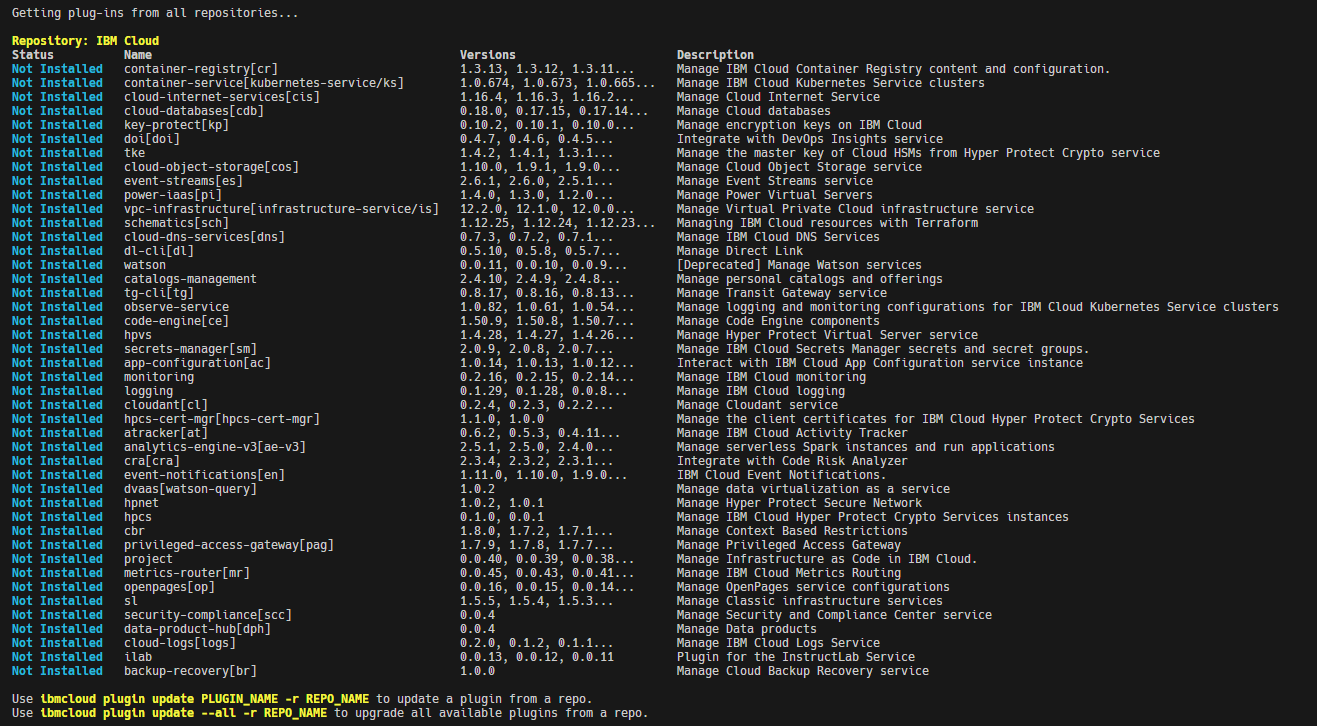 Getting plug-ins from all repositories...
Repository: IBM Cloud
Status Name Versions Description
Not Installed container-registry[cr] 1.3.13, 1.3.12, 1.3.11... Manage IBM Cloud Container Registry content and configuration.
Not Installed container-service[kubernetes-service/ks] 1.0.674, 1.0.673, 1.0.665... Manage IBM Cloud Kubernetes Service clusters
Not Installed cloud-internet-services[cis] 1.16.4, 1.16.3, 1.16.2... Manage Cloud Internet Service
Not Installed cloud-databases[cdb] 0.18.0, 0.17.15, 0.17.14... Manage Cloud databases
Not Installed key-protect[kp] 0.10.2, 0.10.1, 0.10.0... Manage encryption keys on IBM Cloud
Not Installed doi[doi] 0.4.7, 0.4.6, 0.4.5... Integrate with DevOps Insights service
Not Installed tke 1.4.2, 1.4.1, 1.3.1... Manage the master key of Cloud HSMs from Hyper Protect Crypto service
Not Installed cloud-object-storage[cos] 1.10.0, 1.9.1, 1.9.0... Manage Cloud Object Storage service
Not Installed event-streams[es] 2.6.1, 2.6.0, 2.5.1... Manage Event Streams service
Not Installed power-iaas[pi] 1.4.0, 1.3.0, 1.2.0... Manage Power Virtual Servers
Not Installed vpc-infrastructure[infrastructure-service/is] 12.2.0, 12.1.0, 12.0.0... Manage Virtual Private Cloud infrastructure service
Not Installed schematics[sch] 1.12.25, 1.12.24, 1.12.23... Managing IBM Cloud resources with Terraform
Not Installed cloud-dns-services[dns] 0.7.3, 0.7.2, 0.7.1... Manage IBM Cloud DNS Services
Not Installed dl-cli[dl] 0.5.10, 0.5.8, 0.5.7... Manage Direct Link
Not Installed watson 0.0.11, 0.0.10, 0.0.9... [Deprecated] Manage Watson services
Not Installed catalogs-management 2.4.10, 2.4.9, 2.4.8... Manage personal catalogs and offerings
Not Installed tg-cli[tg] 0.8.17, 0.8.16, 0.8.13... Manage Transit Gateway service
Not Installed observe-service 1.0.82, 1.0.61, 1.0.54... Manage logging and monitoring configurations for IBM Cloud Kubernetes Service clusters
Not Installed code-engine[ce] 1.50.9, 1.50.8, 1.50.7... Manage Code Engine components
Not Installed hpvs 1.4.28, 1.4.27, 1.4.26... Manage Hyper Protect Virtual Server service
Not Installed secrets-manager[sm] 2.0.9, 2.0.8, 2.0.7... Manage IBM Cloud Secrets Manager secrets and secret groups.
Not Installed app-configuration[ac] 1.0.14, 1.0.13, 1.0.12... Interact with IBM Cloud App Configuration service instance
Not Installed monitoring 0.2.16, 0.2.15, 0.2.14... Manage IBM Cloud monitoring
Not Installed logging 0.1.29, 0.1.28, 0.0.8... Manage IBM Cloud logging
Not Installed cloudant[cl] 0.2.4, 0.2.3, 0.2.2... Manage Cloudant service
Not Installed hpcs-cert-mgr[hpcs-cert-mgr] 1.1.0, 1.0.0 Manage the client certificates for IBM Cloud Hyper Protect Crypto Services
Not Installed atracker[at] 0.6.2, 0.5.3, 0.4.11... Manage IBM Cloud Activity Tracker
Not Installed analytics-engine-v3[ae-v3] 2.5.1, 2.5.0, 2.4.0... Manage serverless Spark instances and run applications
Not Installed cra[cra] 2.3.4, 2.3.2, 2.3.1... Integrate with Code Risk Analyzer
Not Installed event-notifications[en] 1.11.0, 1.10.0, 1.9.0... IBM Cloud Event Notifications.
Not Installed dvaas[watson-query] 1.0.2 Manage data virtualization as a service
Not Installed hpnet 1.0.2, 1.0.1 Manage Hyper Protect Secure Network
Not Installed hpcs 0.1.0, 0.0.1 Manage IBM Cloud Hyper Protect Crypto Services instances
Not Installed cbr 1.8.0, 1.7.2, 1.7.1... Manage Context Based Restrictions
Not Installed privileged-access-gateway[pag] 1.7.9, 1.7.8, 1.7.7... Manage Privileged Access Gateway
Not Installed project 0.0.40, 0.0.39, 0.0.38... Manage Infrastructure as Code in IBM Cloud.
Not Installed metrics-router[mr] 0.0.45, 0.0.43, 0.0.41... Manage IBM Cloud Metrics Routing
Not Installed openpages[op] 0.0.16, 0.0.15, 0.0.14... Manage OpenPages service configurations
Not Installed sl 1.5.5, 1.5.4, 1.5.3... Manage Classic infrastructure services
Not Installed security-compliance[scc] 0.0.4 Manage Security and Compliance Center service
Not Installed data-product-hub[dph] 0.0.4 Manage Data products
Not Installed cloud-logs[logs] 0.2.0, 0.1.2, 0.1.1... Manage IBM Cloud Logs Service
Not Installed ilab 0.0.13, 0.0.12, 0.0.11 Plugin for the InstructLab Service
Not Installed backup-recovery[br] 1.0.0 Manage Cloud Backup Recovery service
Use ibmcloud plugin update PLUGIN_NAME -r REPO_NAME to update a plugin from a repo.
Use ibmcloud plugin update --all -r REPO_NAME to upgrade all available plugins from a repo.